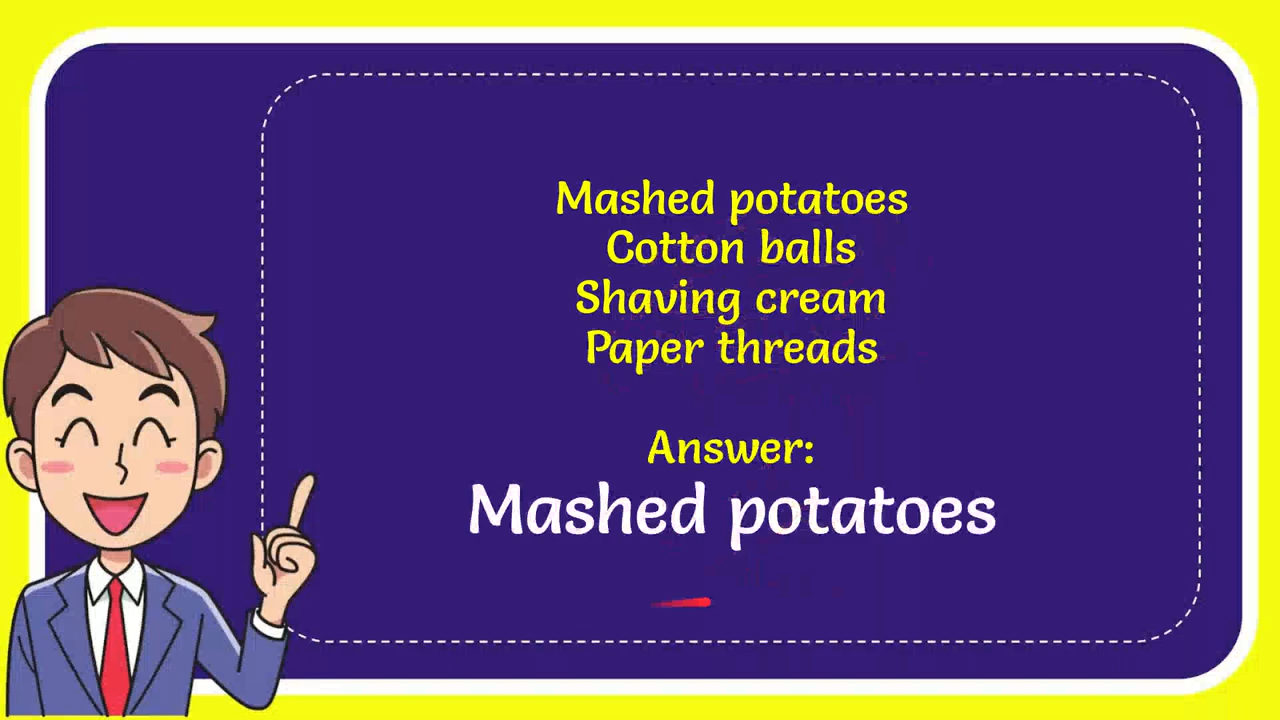 Mashed potatoes
Cotton balls
Shaving cream
Paper threads
Answer:
Mashed potatoes